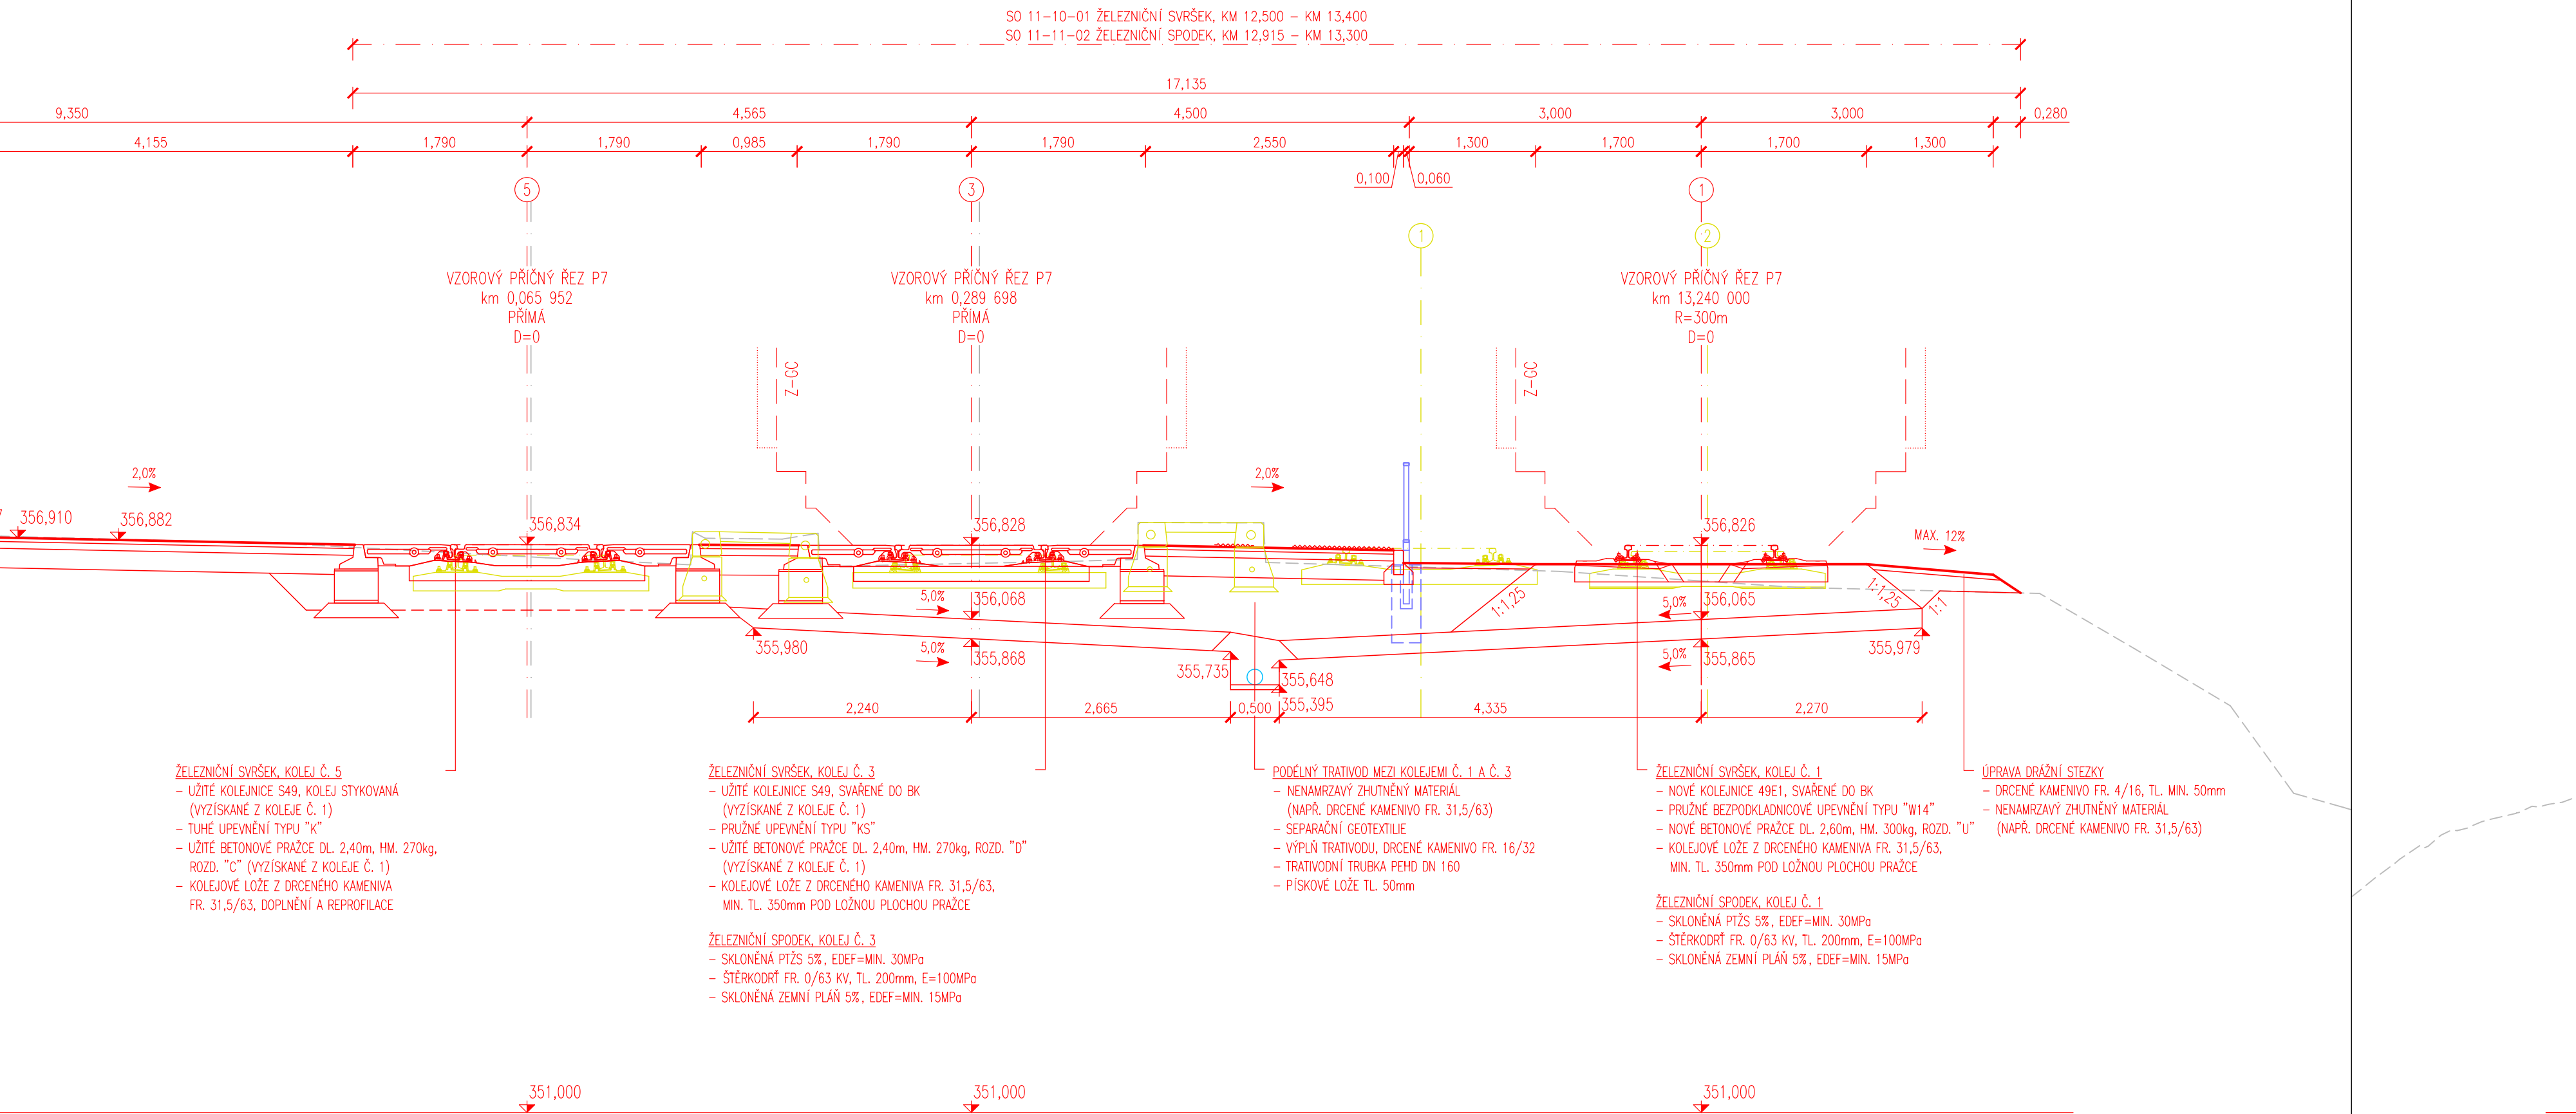 SO 11-10-01 ŽELEZNIČNÍ SVRŠEK, KM 12,500 - KM 13,400
SO 11-11-02 ŽELEZNIČNÍ SPODEK, KM 12,915 - KM 13,300
17,135
9,350
4,565
4,500
3,000
3,000
0,280
4,155
1,790
1,790
0,985
1,790
1,790
2,550
1,300
1,700
1,700
1,300
0,100
0,060
5
3
1
1
2
VZOROVÝ PŘÍČNÝ ŘEZ P7
km 0,065 952
PŘÍMÁ
D=0
VZOROVÝ PŘÍČNÝ ŘEZ P7
km 0,289 698
PŘÍMÁ
D=0
VZOROVÝ PŘÍČNÝ ŘEZ P7
km 13,240 000
R=300m
D=0
Z-GC
Z-GC
2,0%
2,0%
356,910
356,882
356,834
356,828
356,826
MAX. 12%
5,0%
356,068
1:1,25
5,0%
356,065
1:1,25
1:1
355,980
5,0%
355,868
355,735
355,648
355,395
5,0%
355,865
355,979
2,240
2,665
0,500
4,335
2,270
ŽELEZNIČNÍ SVRŠEK, KOLEJ Č. 5
- UŽITÉ KOLEJNICE S49, KOLEJ STYKOVANÁ
(VYZÍSKANÉ Z KOLEJE Č. 1)
- TUHÉ UPEVNĚNÍ TYPU "K"
- UŽITÉ BETONOVÉ PRAŽCE DL. 2,40m, HM. 270kg,
ROZD. "C" (VYZÍSKANÉ Z KOLEJE Č. 1)
- KOLEJOVÉ LOŽE Z DRCENÉHO KAMENIVA
FR. 31,5/63, DOPLNĚNÍ A REPROFILACE
ŽELEZNIČNÍ SVRŠEK, KOLEJ Č. 3
- UŽITÉ KOLEJNICE S49, SVAŘENÉ DO BK
(VYZÍSKANÉ Z KOLEJE Č. 1)
- PRUŽNÉ UPEVNĚNÍ TYPU "KS"
- UŽITÉ BETONOVÉ PRAŽCE DL. 2,40m, HM. 270kg, ROZD. "D"
(VYZÍSKANÉ Z KOLEJE Č. 1)
- KOLEJOVÉ LOŽE Z DRCENÉHO KAMENIVA FR. 31,5/63,
MIN. TL. 350mm POD LOŽNOU PLOCHOU PRAŽCE
ŽELEZNIČNÍ SPODEK, KOLEJ Č. 3
- SKLONĚNÁ PTŽS 5%, EDEF=MIN. 30MPa
- ŠTĚRKODRŤ FR. 0/63 KV, TL. 200mm, E=100MPa
- SKLONĚNÁ ZEMNÍ PLÁŇ 5%, EDEF=MIN. 15MPa
PODÉLNÝ TRATIVOD MEZI KOLEJEMI Č. 1 A Č. 3
- NENAMRZAVÝ ZHUTNĚNÝ MATERIÁL
(NAPŘ. DRCENÉ KAMENIVO FR. 31,5/63)
- SEPARAČNÍ GEOTEXTILIE
- VÝPLŇ TRATIVODU, DRCENÉ KAMENIVO FR. 16/32
- TRATIVODNÍ TRUBKA PEHD DN 160
- PÍSKOVÉ LOŽE TL. 50mm
ŽELEZNIČNÍ SVRŠEK, KOLEJ Č. 1
- NOVÉ KOLEJNICE 49E1, SVAŘENÉ DO BK
- PRUŽNÉ BEZPODKLADNICOVÉ UPEVNĚNÍ TYPU "W14"
- NOVÉ BETONOVÉ PRAŽCE DL. 2,60m, HM. 300kg, ROZD. "U"
- KOLEJOVÉ LOŽE Z DRCENÉHO KAMENIVA FR. 31,5/63,
MIN. TL. 350mm POD LOŽNOU PLOCHOU PRAŽCE
ŽELEZNIČNÍ SPODEK, KOLEJ Č. 1
- SKLONĚNÁ PTŽS 5%, EDEF=MIN. 30MPa
- ŠTĚRKODRŤ FR. 0/63 KV, TL. 200mm, E=100MPa
- SKLONĚNÁ ZEMNÍ PLÁŇ 5%, EDEF=MIN. 15MPa
ÚPRAVA DRÁŽNÍ STEZKY
- DRCENÉ KAMENIVO FR. 4/16, TL. MIN. 50mm
- NENAMRZAVÝ ZHUTNĚNÝ MATERIÁL
(NAPŘ. DRCENÉ KAMENIVO FR. 31,5/63)
351,000
351,000
351,000